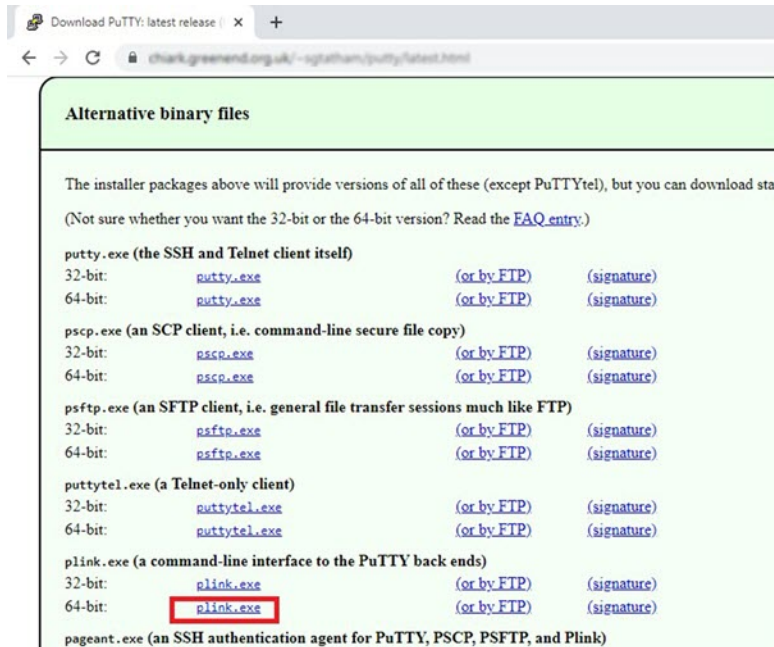 Download PuTTY: latest release (
chiark.greenend.org.uk/~sgtatham/putty/latest.html
Alternative binary files
The installer packages above will provide versions of all of these (except PuTTYtel), but you can download sta
(Not sure whether you want the 32-bit or the 64-bit version? Read the FAQ entry.)
putty.exe (the SSH and Telnet client itself)
32-bit: putty.exe (or by FTP) (signature)
64-bit: putty.exe (or by FTP) (signature)
pscp.exe (an SCP client, i.e. command-line secure file copy)
32-bit: pscp.exe (or by FTP) (signature)
64-bit: pscp.exe (or by FTP) (signature)
psftp.exe (an SFTP client, i.e. general file transfer sessions much like FTP)
32-bit: psftp.exe (or by FTP) (signature)
64-bit: psftp.exe (or by FTP) (signature)
puttytel.exe (a Telnet-only client)
32-bit: puttytel.exe (or by FTP) (signature)
64-bit: puttytel.exe (or by FTP) (signature)
plink.exe (a command-line interface to the PuTTY back ends)
32-bit: plink.exe (or by FTP) (signature)
64-bit: plink.exe (or by FTP) (signature)
pageant.exe (an SSH authentication agent for PuTTY, PSCP, PSFTP, and Plink)